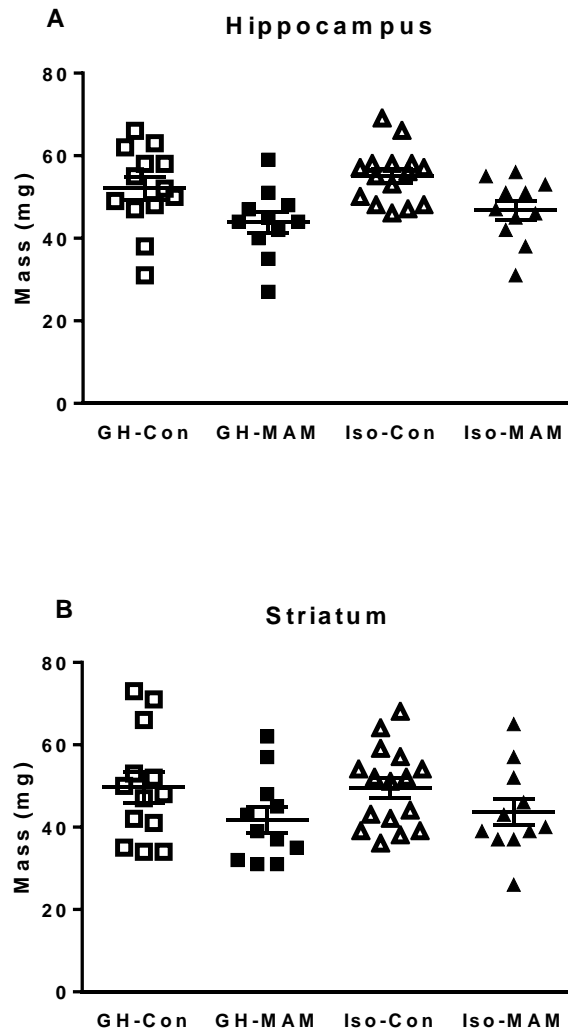 A
Hippocampus
Mass (mg)
80
60
40
20
0
GH-Con GH-MAM Iso-Con Iso-MAM
B
Striatum
Mass (mg)
80
60
40
20
0
GH-Con GH-MAM Iso-Con Iso-MAM